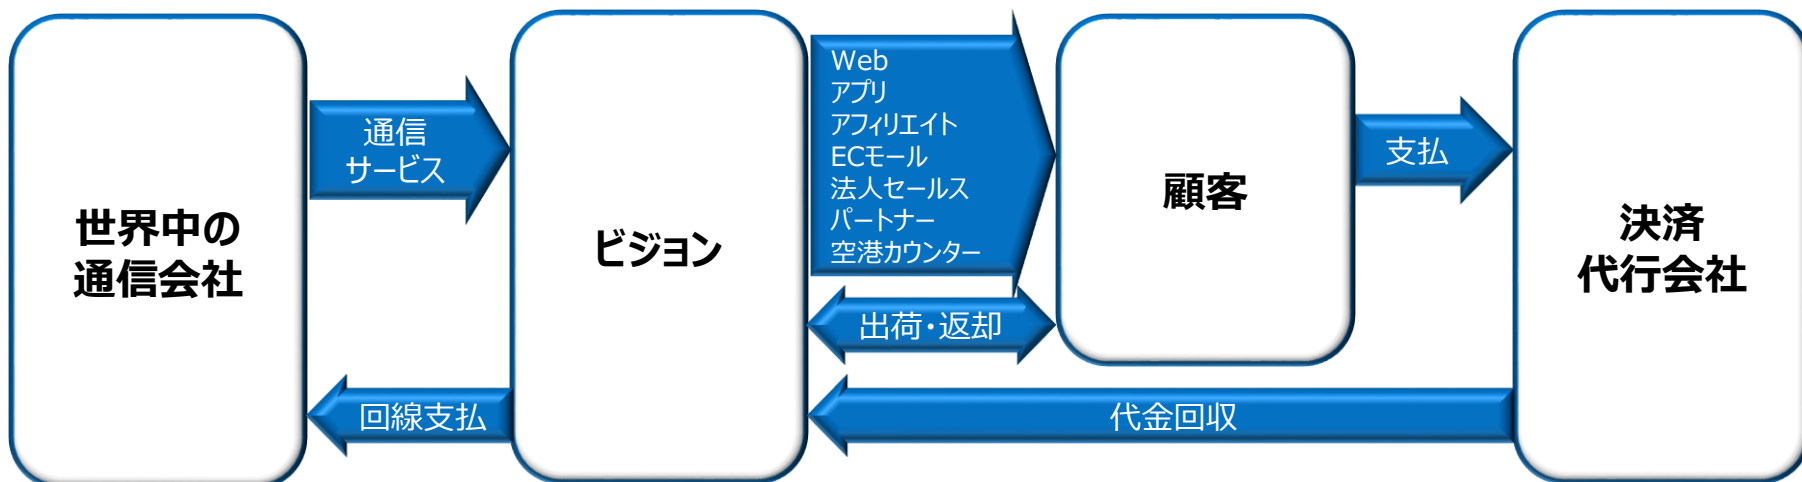 世界中の
通信会社
通信
サービス
回線支払
ビジョン
Web
アプリ
アフィリエイト
ECモール
法人セールス
パートナー
空港カウンター
出荷・返却
顧客
支払
代金回収
決済
代行会社